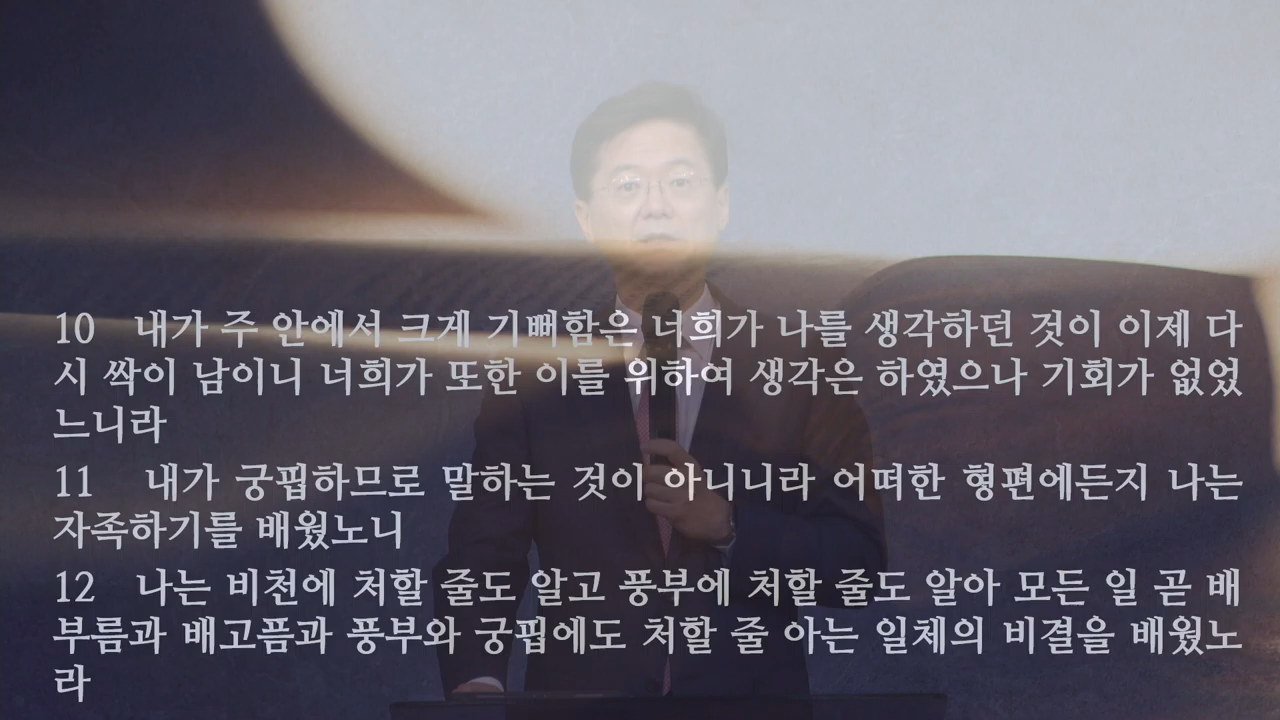 10 내가 주 안에서 크게 기뻐함은 너희가 나를 생각하던 것이 이제 다
시 싹이 남이니 너희가 또한 이를 위하여 생각은 하였으나 기회가 없었
느니라
11 내가 궁핍하므로 말하는 것이 아니니라 어떠한 형편에든지 나는
자족하기를 배웠노니
12 나는 비천에 처할 줄도 알고 풍부에 처할 줄도 알아 모든 일 곧 배
부름과 배고픔과 풍부와 궁핍에도 처할 줄 아는 일체의 비결을 배웠노
라